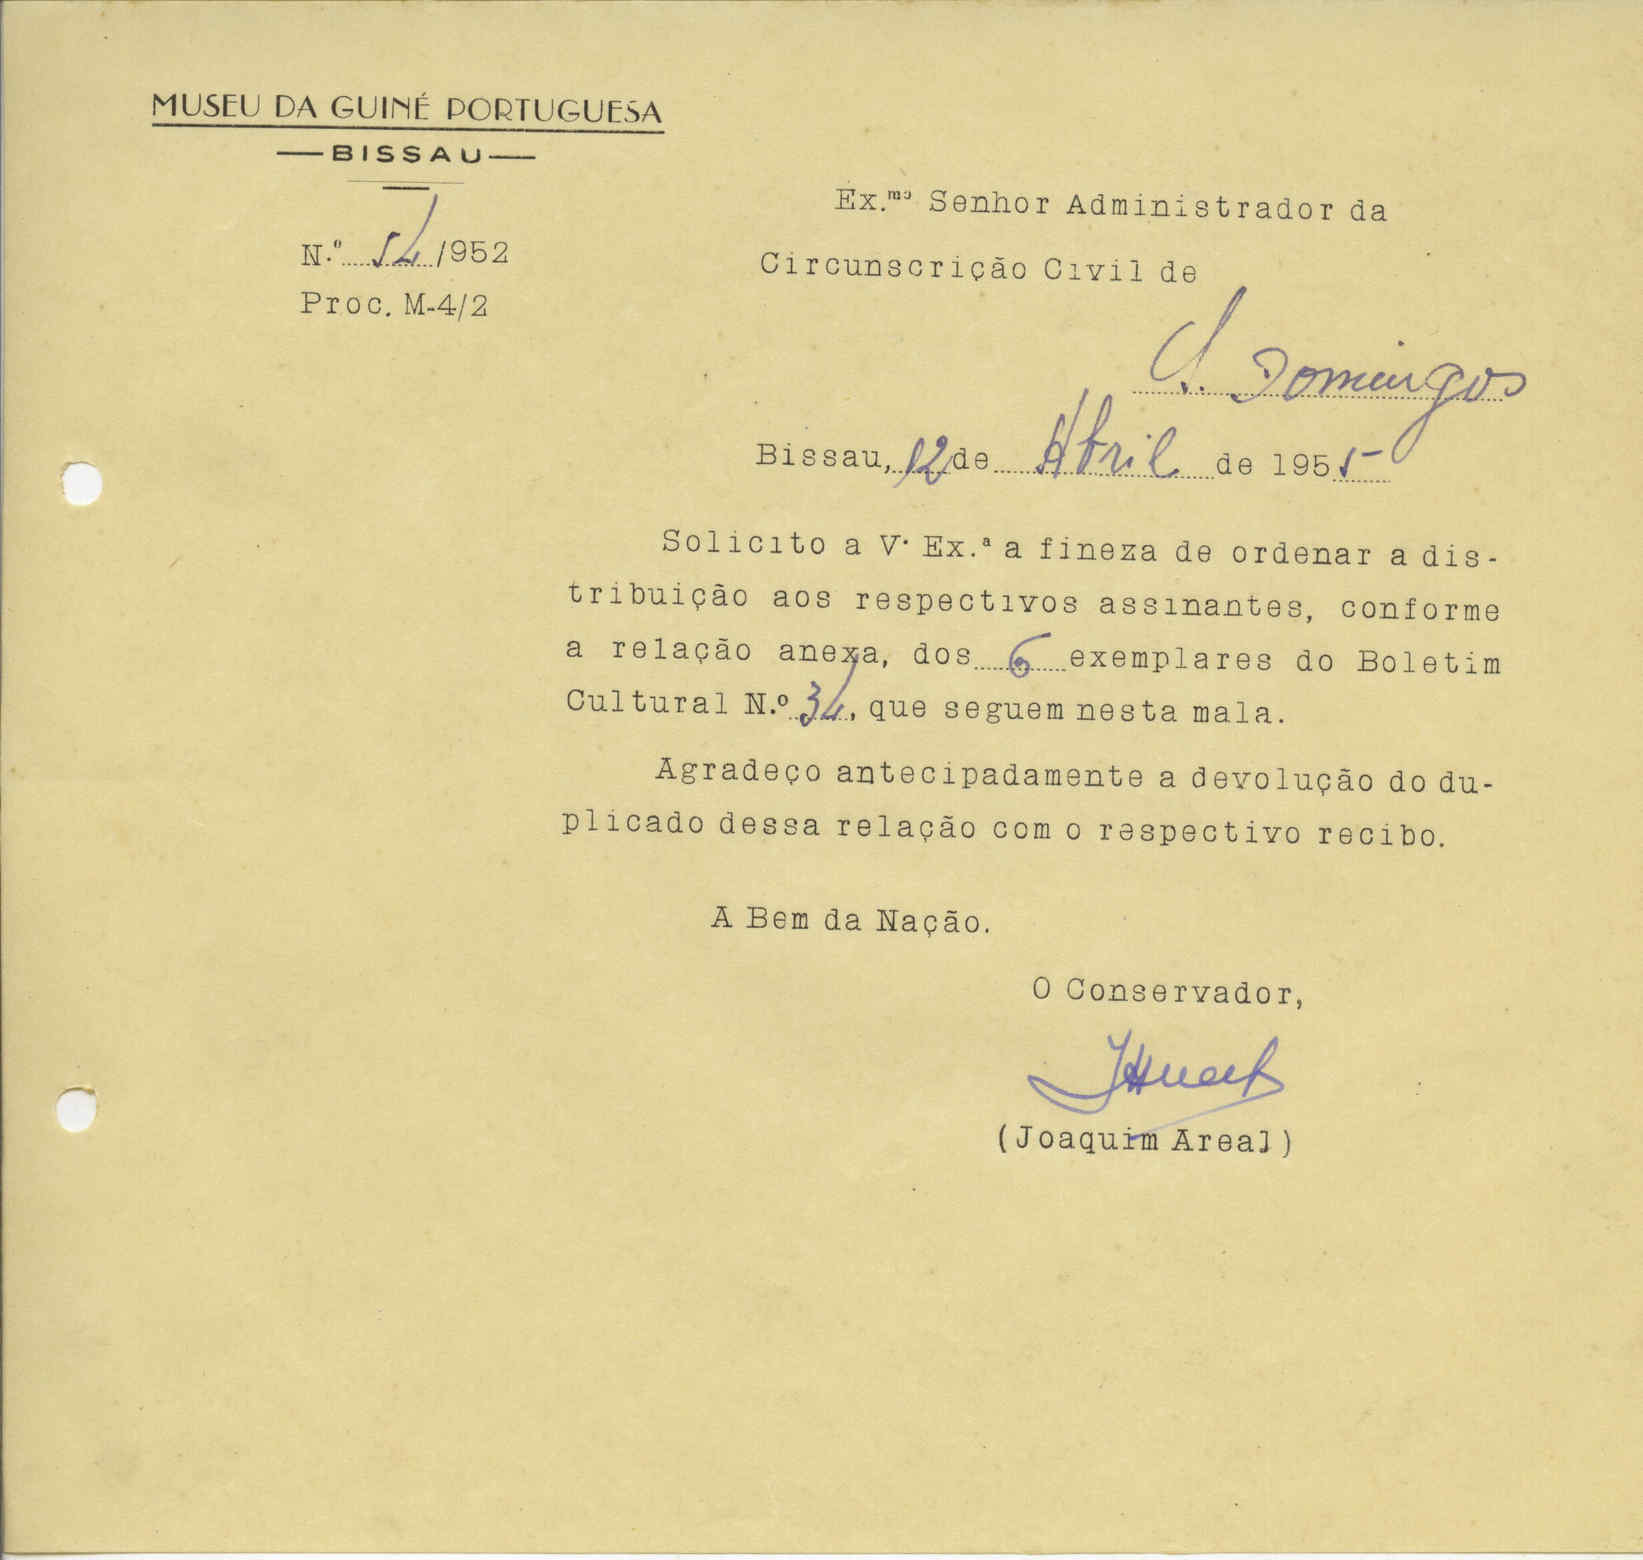 MUSEU DA GUINÉ PORTUGUESA
—BISSAU—
N.º 54/952
Proc. M-4/2
Ex.mo Senhor Administrador da
Circunscrição Civil de
S. Domingos
Bissau, 12 de Abril de 1955
Solicito a V. Ex.ª a fineza de ordenar a dis-
tribuição aos respectivos assinantes, conforme
a relação anexa, dos 6 exemplares do Boletim
Cultural N.º 34, que seguem nesta mala.
Agradeço antecipadamente a devolução do du-
plicado dessa relação com o respectivo recibo.
A Bem da Nação.
O Conservador,
(Joaquim Areal)